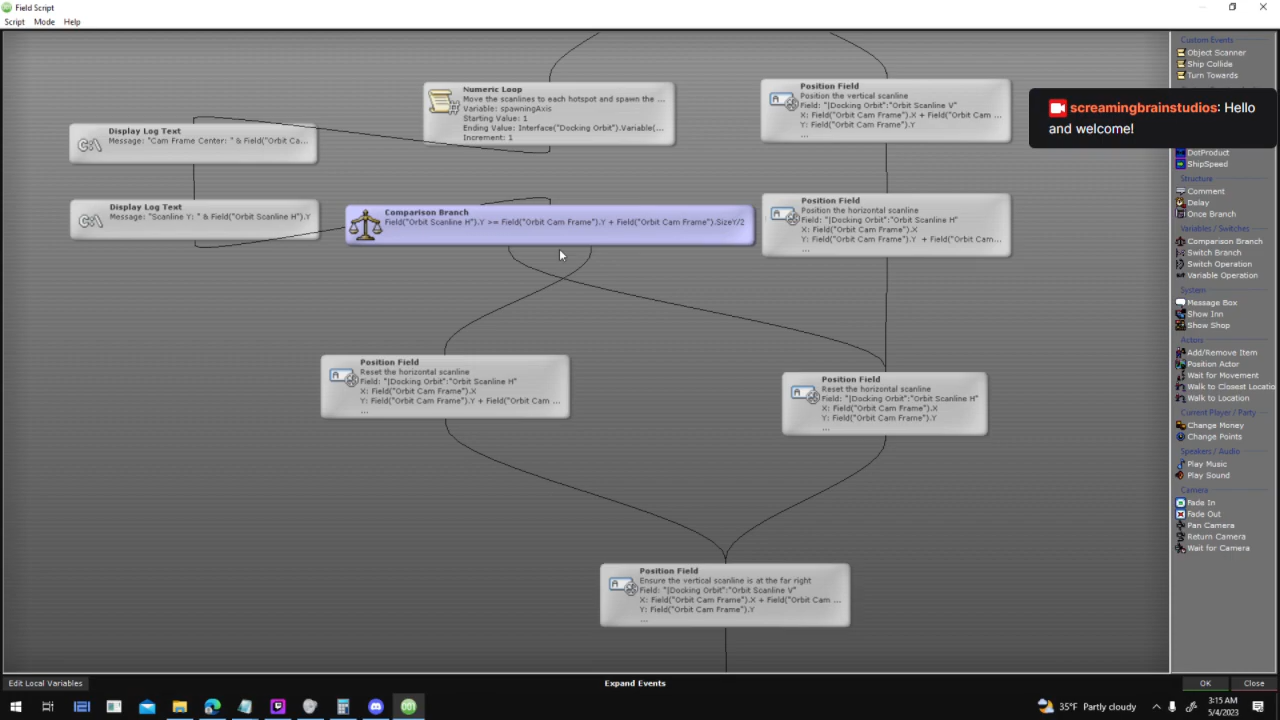 Field Script
Script Mode Help
Numeric Loop
Move the scanlines to each hotspot and spawn the ...
Variable: spawningAxis
Starting Value: 1
Ending Value: Interface("Docking Orbit").Variable(...
Increment: 1
Position Field
Position the vertical scanline
Field: "|Docking Orbit":"Orbit Scanline V"
X: Field("Orbit Cam Frame").X + Field("Orbit Cam ...
Y: Field("Orbit Cam Frame").Y
...
Display Log Text
Message: "Cam Frame Center: " & Field("Orbit Ca...
Display Log Text
Message: "Scanline Y: " & Field("Orbit Scanline H").Y
Comparison Branch
Field("Orbit Scanline H").Y >= Field("Orbit Cam Frame").Y + Field("Orbit Cam Frame").SizeY/2
Position Field
Position the horizontal scanline
Field: "|Docking Orbit":"Orbit Scanline H"
X: Field("Orbit Cam Frame").X
Y: Field("Orbit Cam Frame").Y + Field("Orbit Cam...
...
Position Field
Reset the horizontal scanline
Field: "|Docking Orbit":"Orbit Scanline H"
X: Field("Orbit Cam Frame").X
Y: Field("Orbit Cam Frame").Y + Field("Orbit Cam ...
...
Position Field
Reset the horizontal scanline
Field: "|Docking Orbit":"Orbit Scanline H"
X: Field("Orbit Cam Frame").X
Y: Field("Orbit Cam Frame").Y
...
Position Field
Ensure the vertical scanline is at the far right
Field: "|Docking Orbit":"Orbit Scanline V"
X: Field("Orbit Cam Frame").X + Field("Orbit Cam ...
Y: Field("Orbit Cam Frame").Y
...
Custom Events
Object Scanner
Ship Collide
Turn Towards
screamingbrainstudios: Hello
and welcome!
DotProduct
ShipSpeed
Structure
Comment
Delay
Once Branch
Variables / Switches
Comparison Branch
Switch Branch
Switch Operation
Variable Operation
System
Message Box
Show Inn
Show Shop
Actors
Add/Remove Item
Position Actor
Wait for Movement
Walk to Closest Locatio
Walk to Location
Current Player / Party
Change Money
Change Points
Speakers / Audio
Play Music
Play Sound
Camera
Fade In
Fade Out
Pan Camera
Return Camera
Wait for Camera
Edit Local Variables
Expand Events
OK
Close
35°F Partly cloudy
3:15 AM
5/4/2023